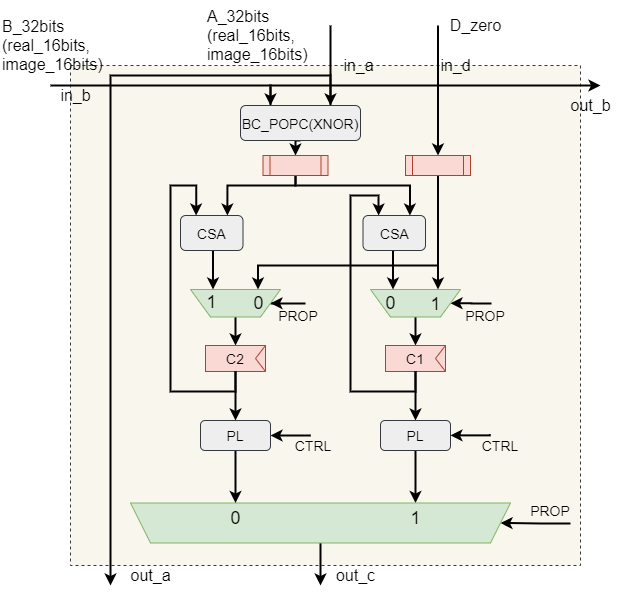 B_32bits
(real_16bits,
image_16bits)
A_32bits
(real_16bits,
image_16bits)
D_zero
in_a
in_d
in_b
out_b
BC_POPC(XNOR)
CSA
CSA
1
0
PROP
0
1
PROP
C2
C1
PL
CTRL
PL
CTRL
0
1
PROP
out_a
out_c